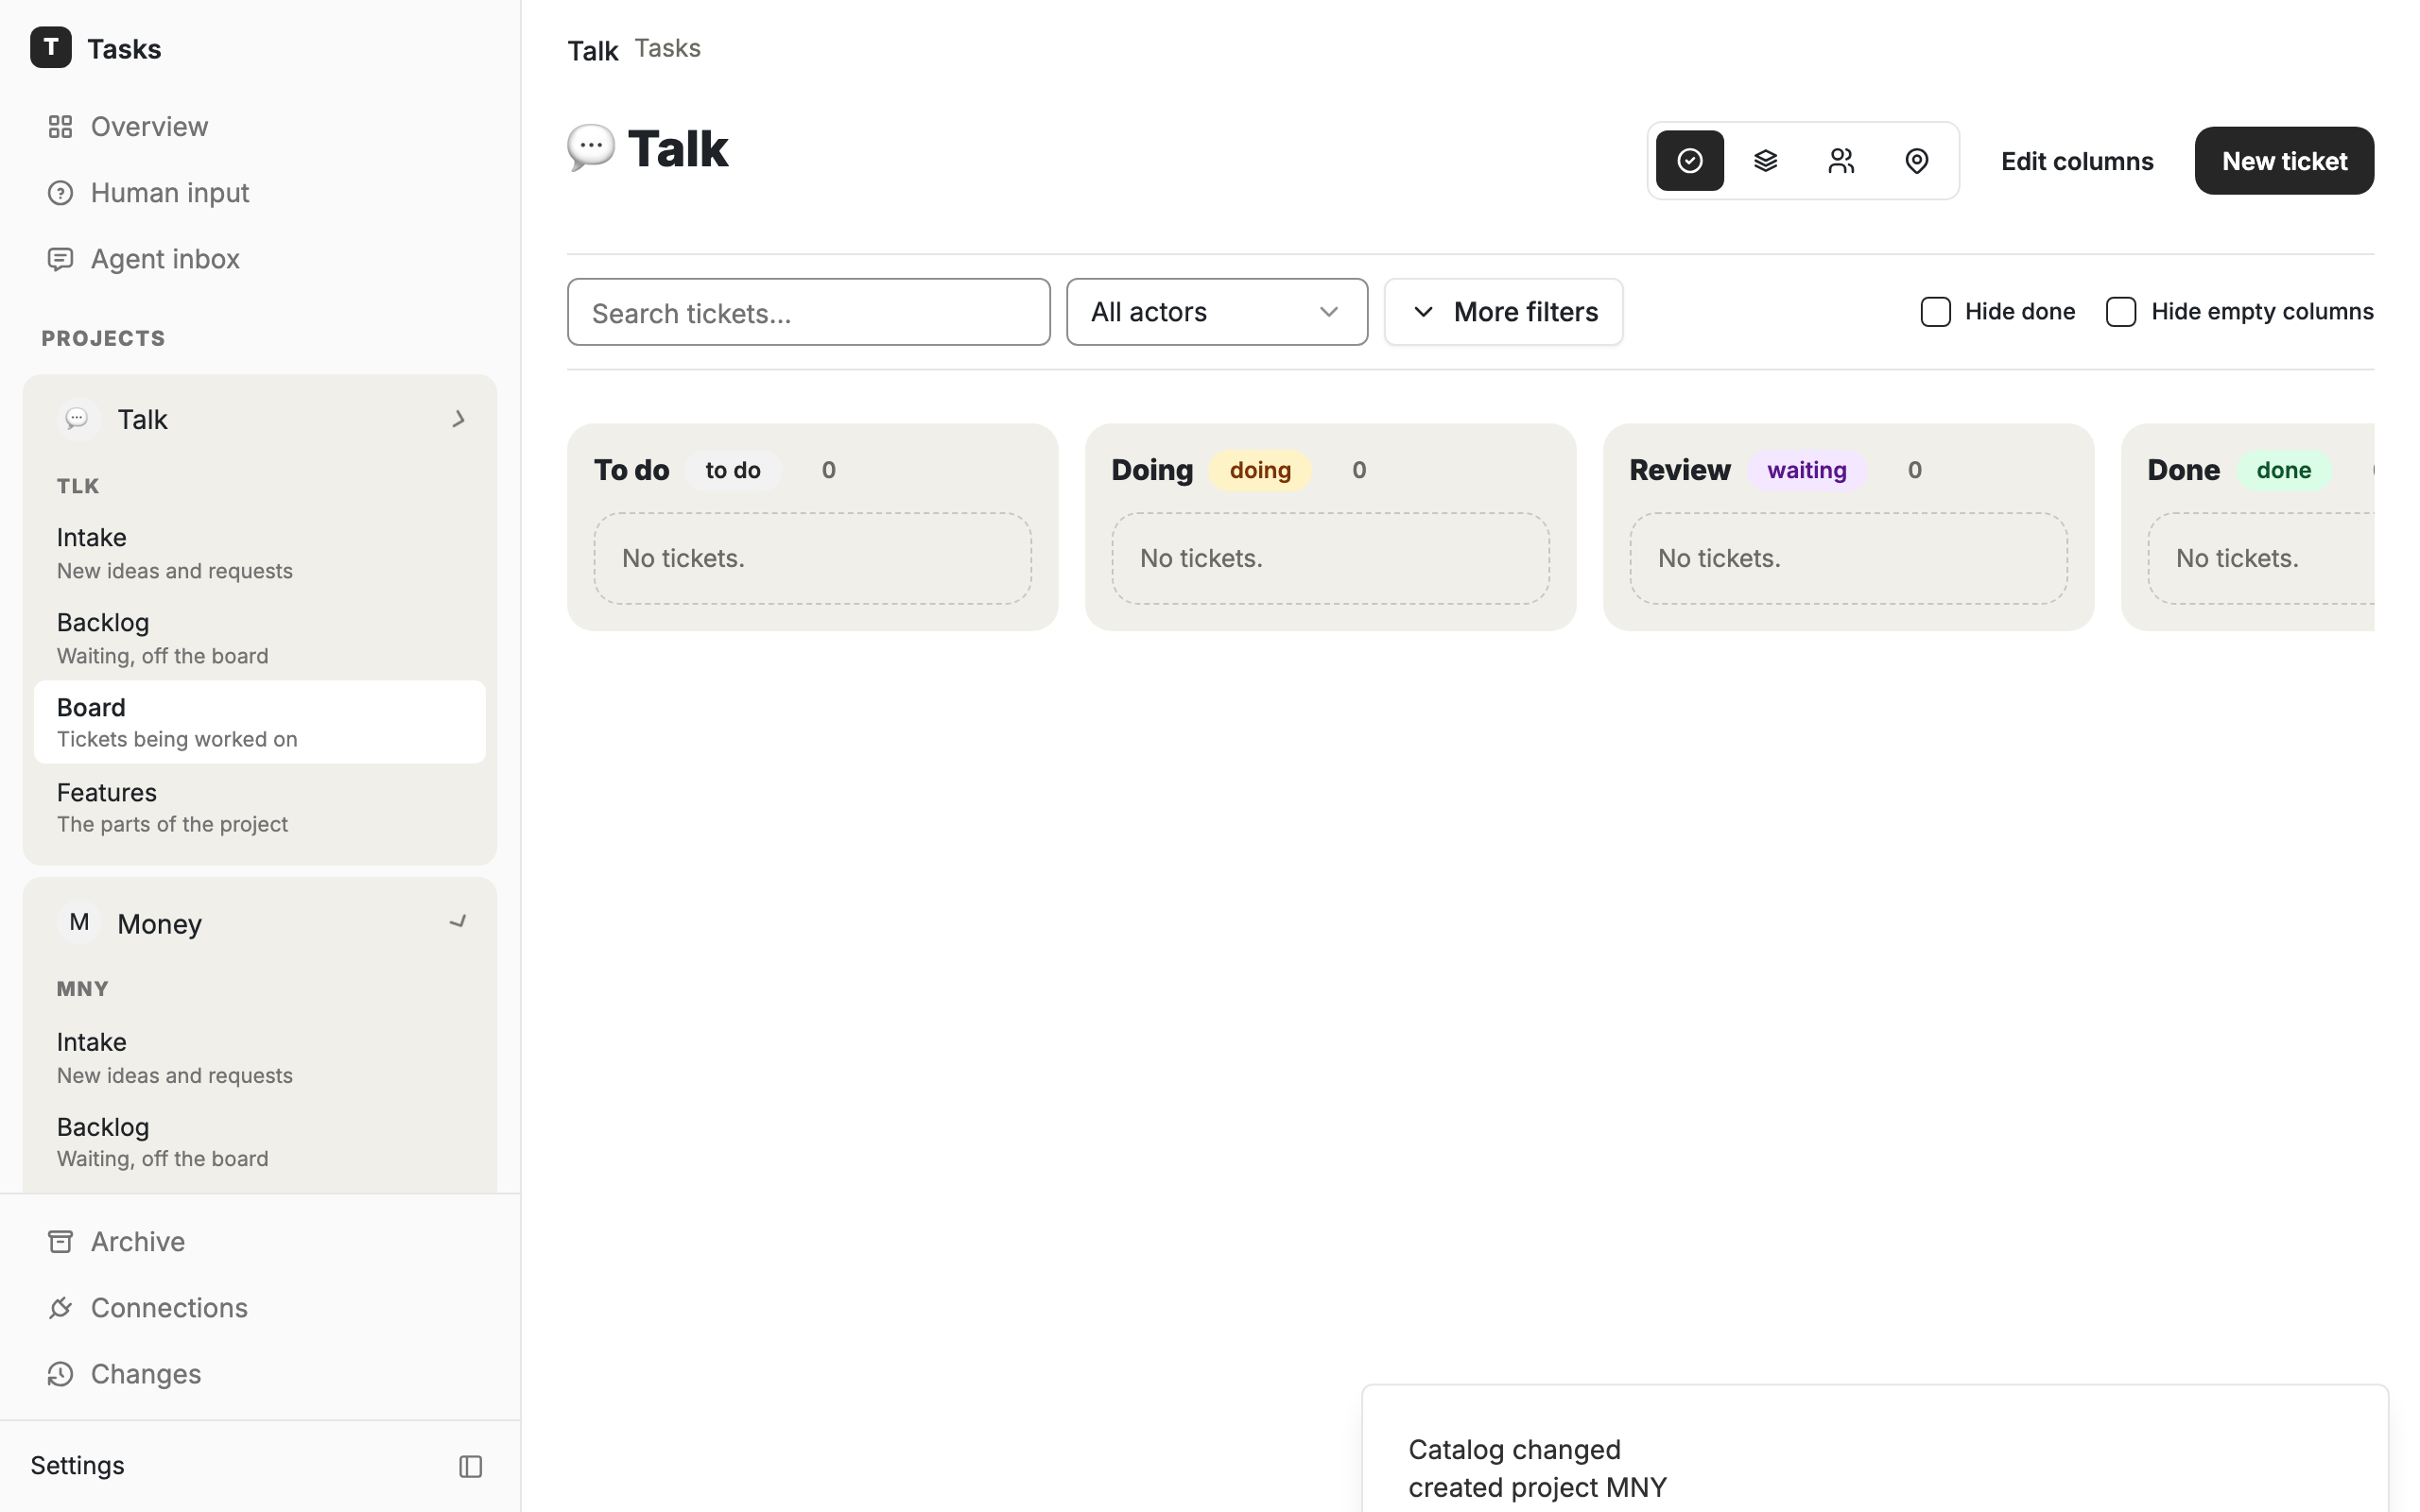 T Tasks
Overview
Human input
Agent inbox
PROJECTS
Talk
TLK
Intake
New ideas and requests
Backlog
Waiting, off the board
Board
Tickets being worked on
Features
The parts of the project
M Money
MNY
Intake
New ideas and requests
Backlog
Waiting, off the board
Archive
Connections
Changes
Settings
Talk Tasks
💬 Talk
Edit columns
New ticket
Search tickets...
All actors
More filters
Hide done
Hide empty columns
To do to do 0
No tickets.
Doing doing 0
No tickets.
Review waiting 0
No tickets.
Done done
No tickets.
Catalog changed
created project MNY